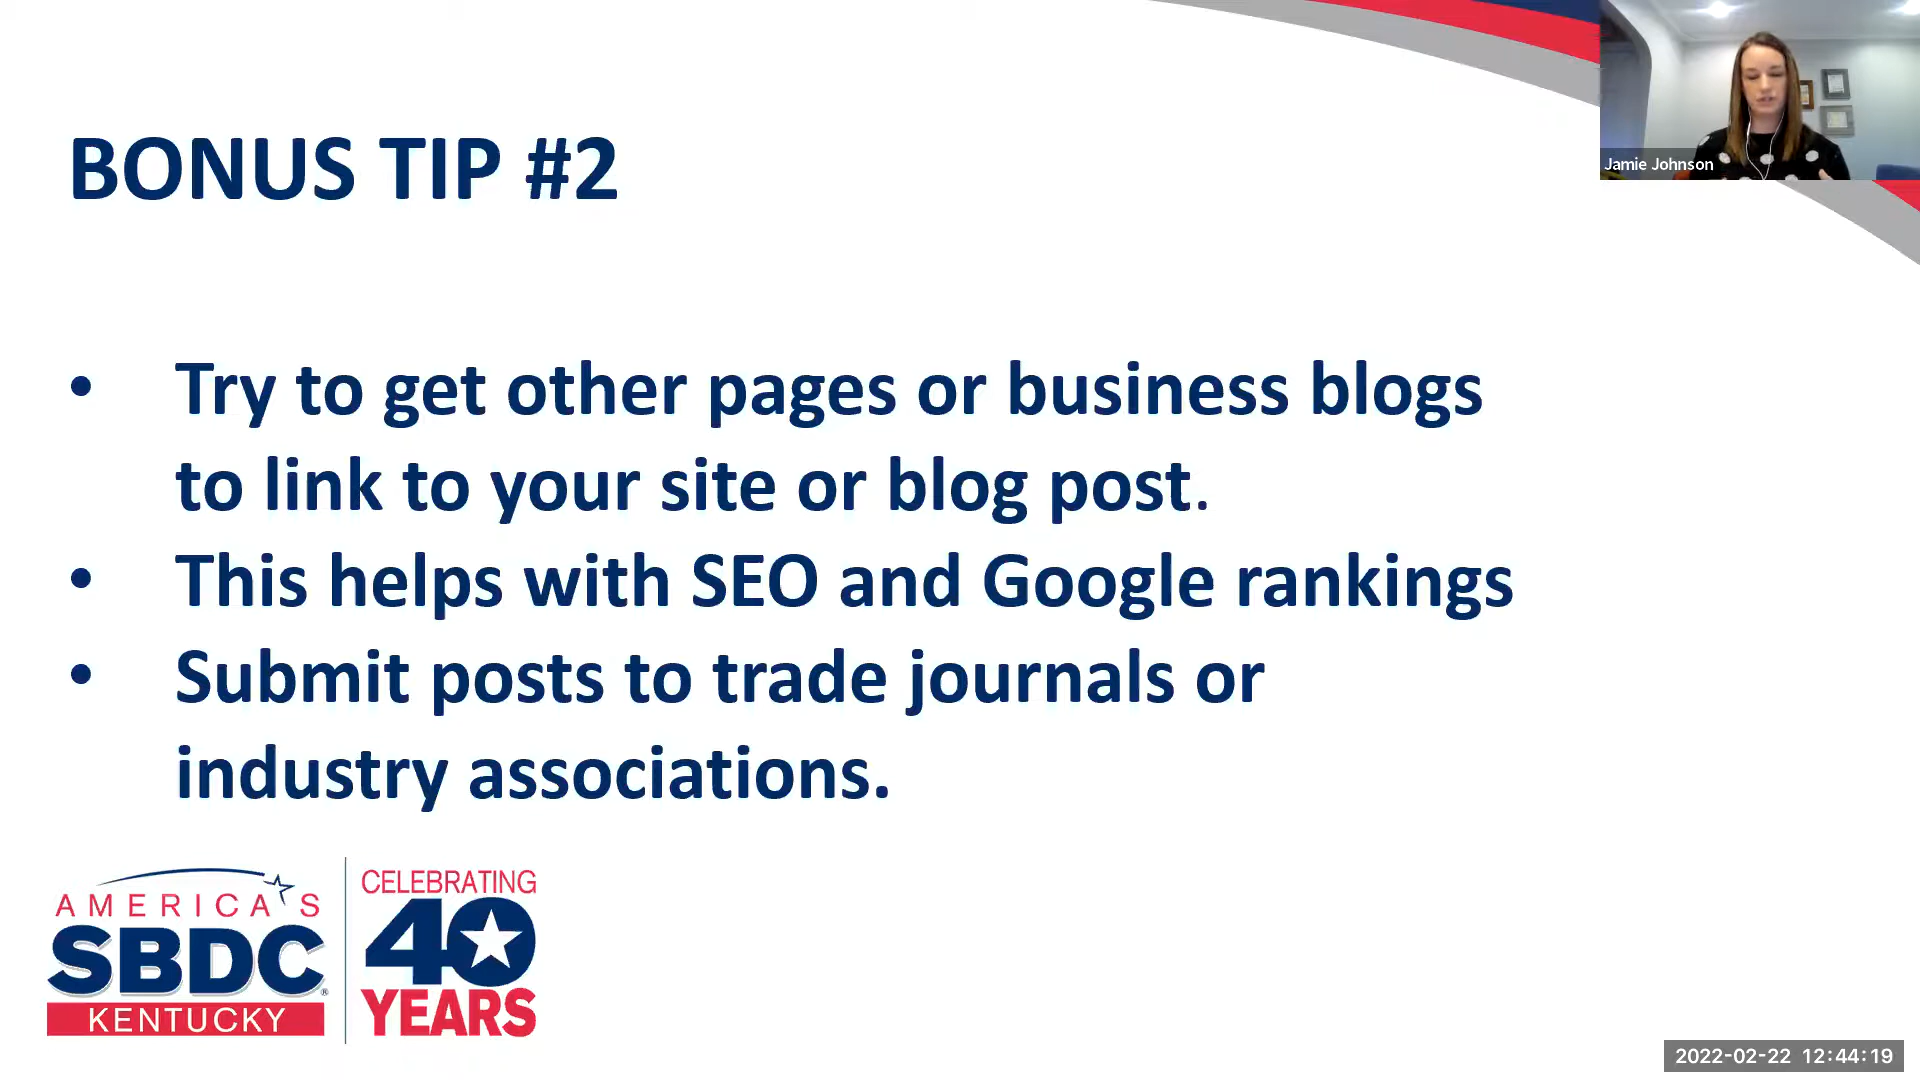 BONUS TIP #2
Jamie Johnson
• Try to get other pages or business blogs
to link to your site or blog post.
• This helps with SEO and Google rankings
• Submit posts to trade journals or
industry associations.
AMERICA'S
SBDC®
KENTUCKY
CELEBRATING
40
YEARS
2022-02-22 12:44:19